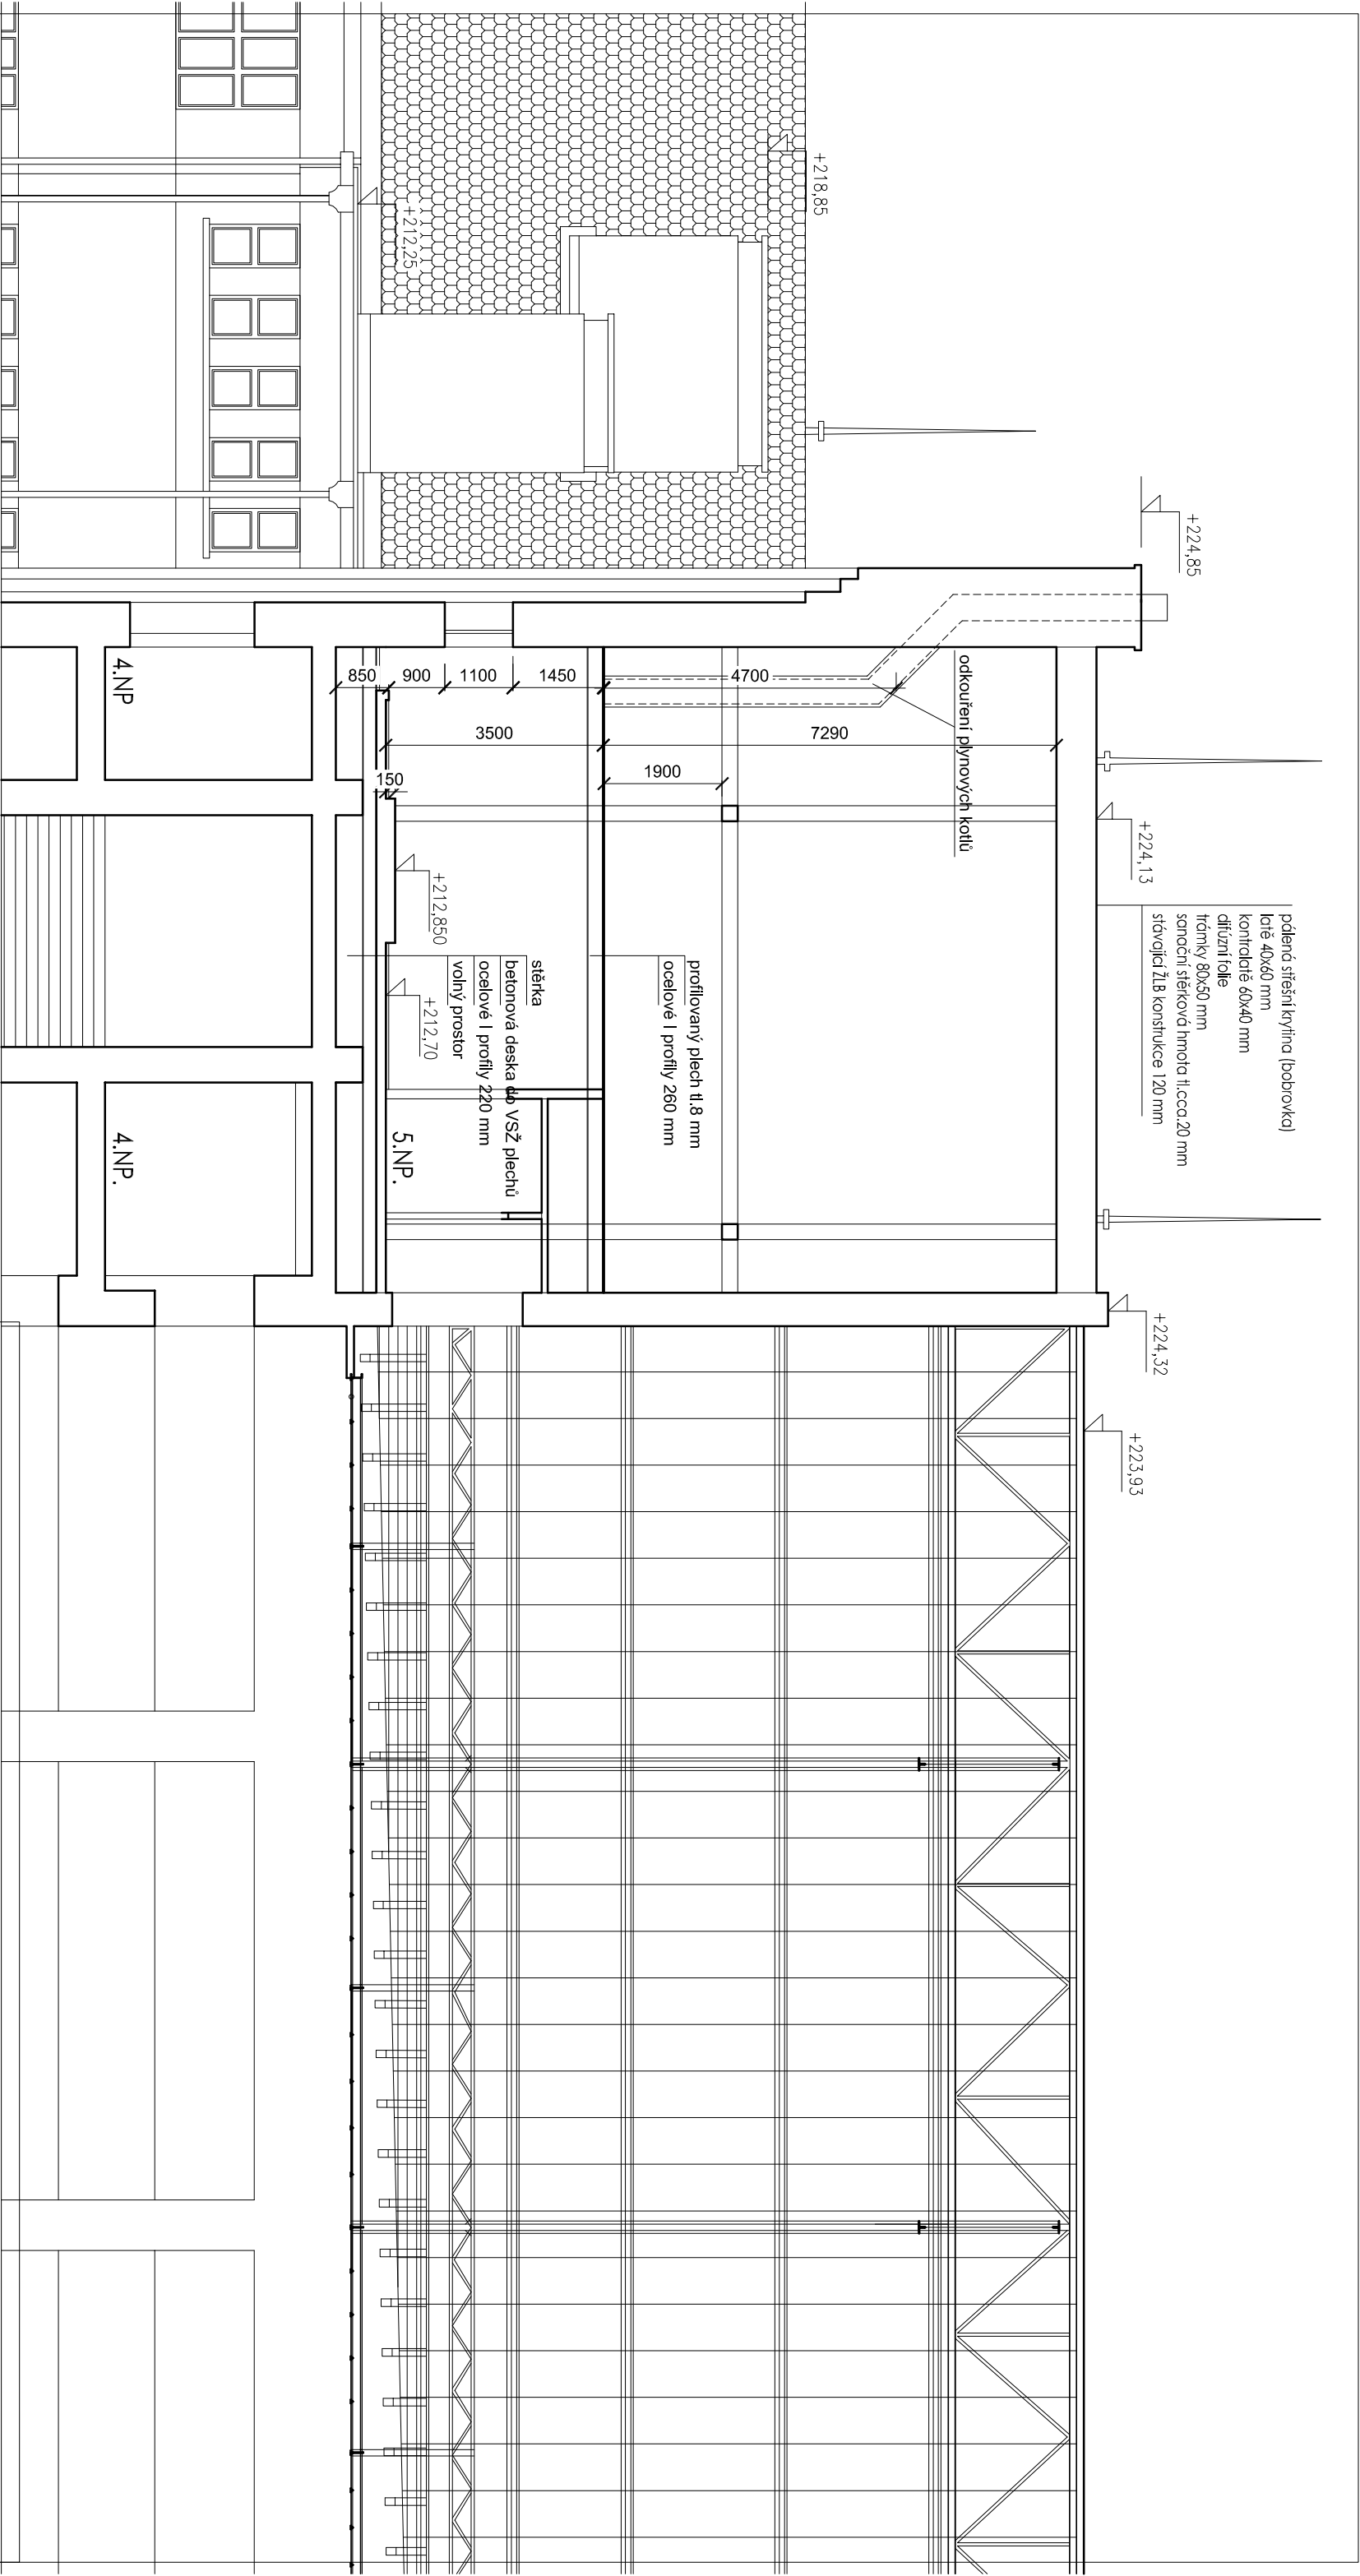 +218,85
+212,25
+224,85
odkouření plynových kotlů
4.NP
850
900
1100
1450
4700
3500
7290
150
1900
+224,13
pálená střešní krytina (bobrovka)
latě 40x60 mm
kontralatě 60x40 mm
difúzní folie
trámky 80x50 mm
sanační stěrková hmota tl.cca.20 mm
stávající ŽLB konstrukce 120 mm
+212,850
+212,70
profilovaný plech tl.8 mm
ocelové I profily 260 mm
stěrka
betonová deska do VSŽ plechů
ocelové I profily 220 mm
volný prostor
5.NP.
4.NP.
+224,32
+223,93